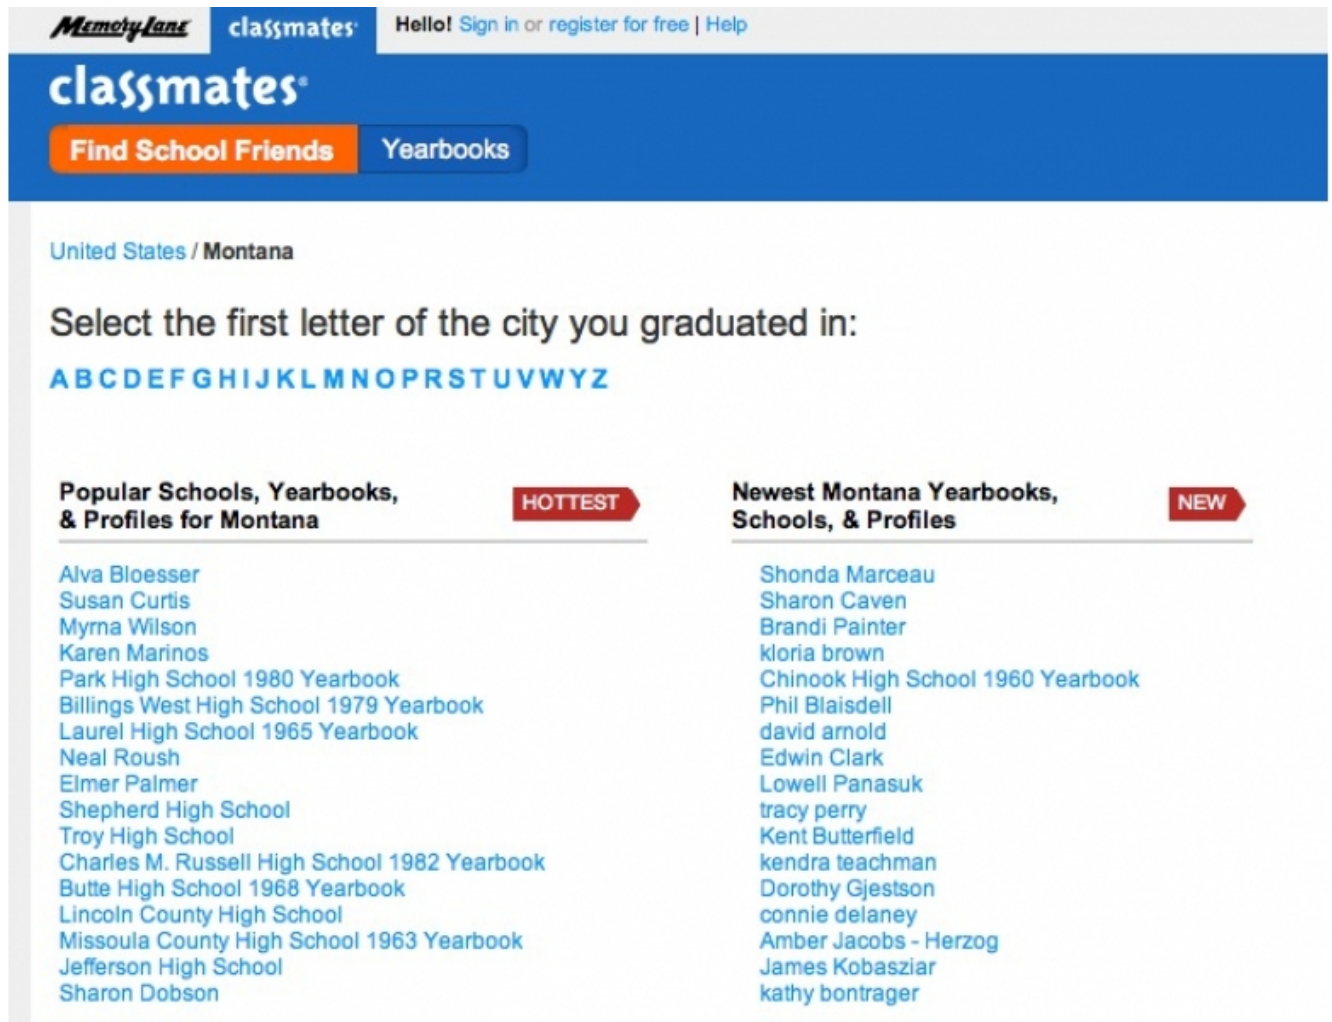 MemoryLane classmates Hello! Sign in or register for free | Help
classmates
Find School Friends Yearbooks
United States / Montana
Select the first letter of the city you graduated in:
A B C D E F G H I J K L M N O P R S T U V W Y Z
Popular Schools, Yearbooks,
& Profiles for Montana
HOTTEST
Alva Bloesser
Susan Curtis
Myrna Wilson
Karen Marinos
Park High School 1980 Yearbook
Billings West High School 1979 Yearbook
Laurel High School 1965 Yearbook
Neal Roush
Elmer Palmer
Shepherd High School
Troy High School
Charles M. Russell High School 1982 Yearbook
Butte High School 1968 Yearbook
Lincoln County High School
Missoula County High School 1963 Yearbook
Jefferson High School
Sharon Dobson
Newest Montana Yearbooks,
Schools, & Profiles
NEW
Shonda Marceau
Sharon Caven
Brandi Painter
kloria brown
Chinook High School 1960 Yearbook
Phil Blaisdell
david arnold
Edwin Clark
Lowell Panasuk
tracy perry
Kent Butterfield
kendra teachman
Dorothy Gjestson
connie delaney
Amber Jacobs - Herzog
James Kobasziar
kathy bontrager